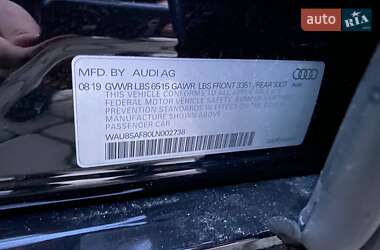 auto RIA.com
MFD. BY AUDI AG
08.19 GVWR LBS 6515 GAWR LBS FRONT 3351, REAR
THIS VEHICLE CONFORMS TO ALL APPLICABLE
FEDERAL MOTOR VEHICLE SAFETY, BUMPER,
AND THEFT PREVENTION STANDARDS IN
EFFECT ON THE DATE OF
MANUFACTURE SHOWN ABOVE
PASSENGER CAR
WAU8SAF80LN002738